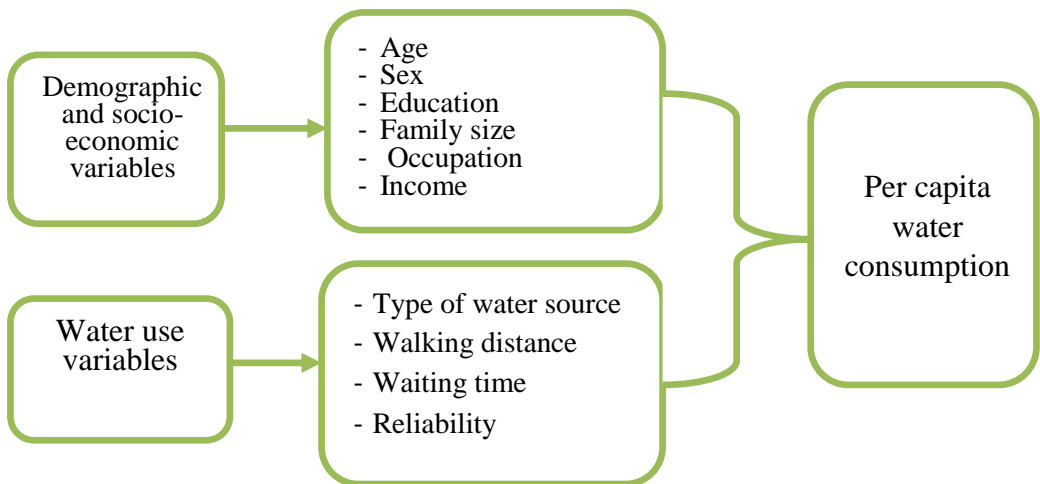 Demographic
and socio-
economic
variables
- Age
- Sex
- Education
- Family size
- Occupation
- Income
Water use
variables
- Type of water source
- Walking distance
- Waiting time
- Reliability
Per capita
water
consumption